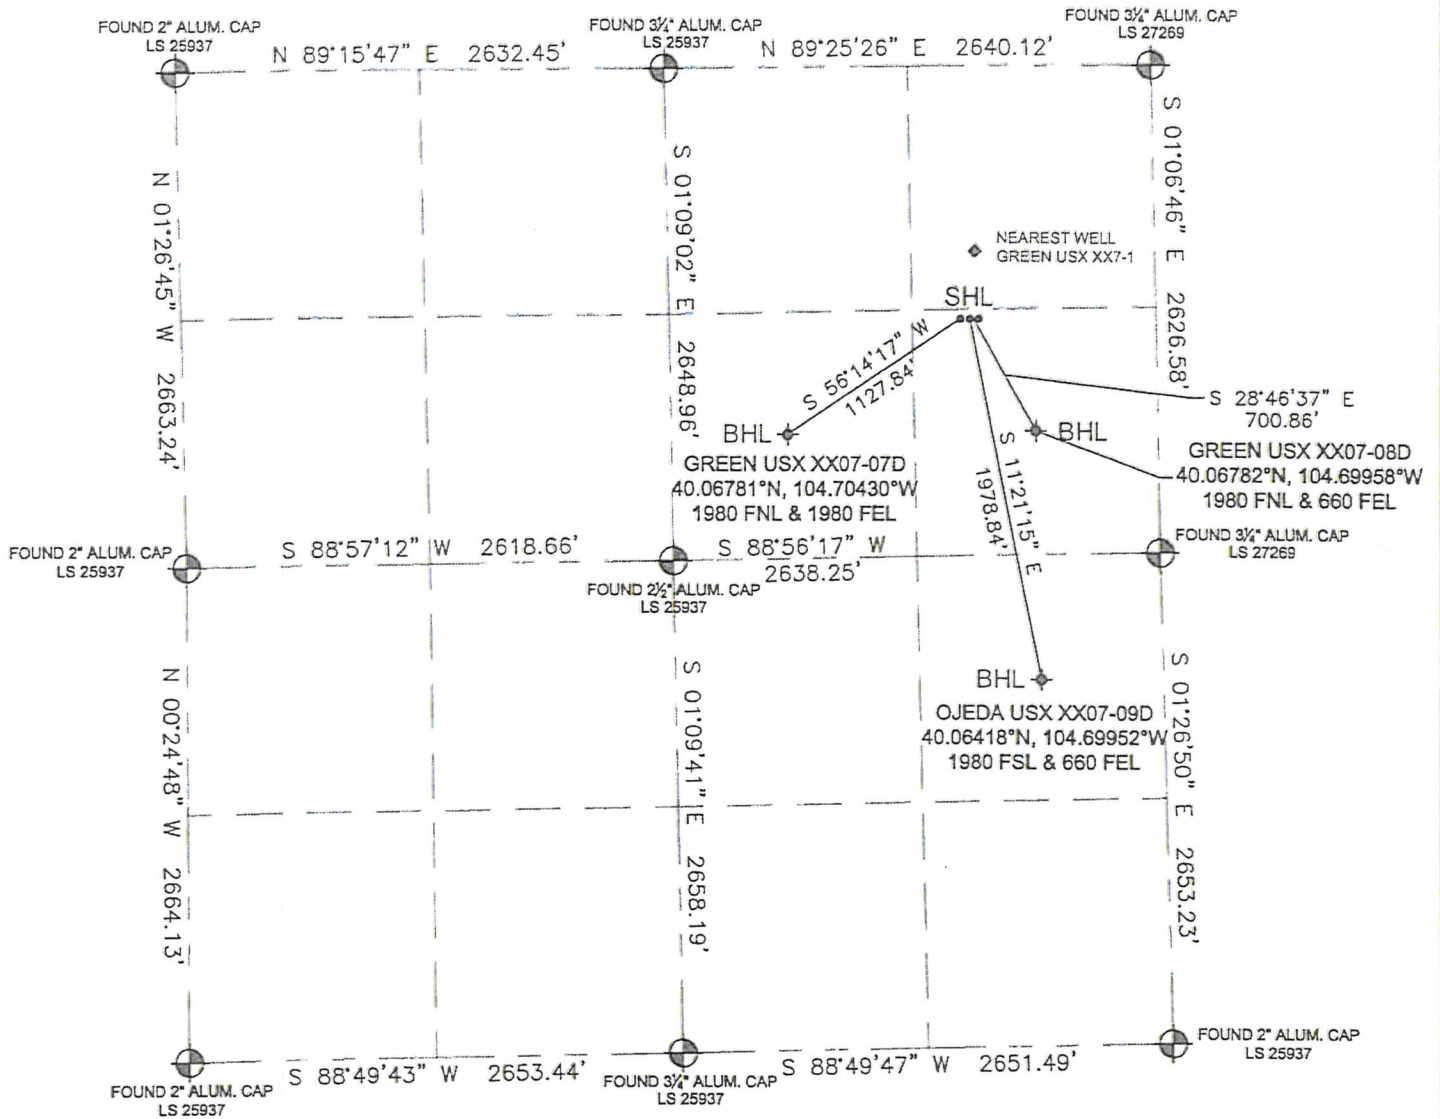 FOUND 2" ALUM. CAP
LS 25937
N 89°15'47" E 2632.45'
FOUND 3¼" ALUM. CAP
LS 25937
N 89°25'26" E 2640.12'
FOUND 3¼" ALUM. CAP
LS 27269
N 01°26'45" W 2663.24'
S 01°09'02" E 2648.96'
S 01°06'46" E 2626.58'
NEAREST WELL
GREEN USX XX7-1
SHL
S 56°14'17" W
1127.84'
S 28°46'37" E
700.86'
BHL
GREEN USX XX07-07D
40.06781°N, 104.70430°W
1980 FNL & 1980 FEL
BHL
GREEN USX XX07-08D
40.06782°N, 104.69958°W
1980 FNL & 660 FEL
S 11°21'15" E
1978.84'
FOUND 2" ALUM. CAP
LS 25937
S 88°57'12" W 2618.66'
FOUND 2½" ALUM. CAP
LS 25937
S 88°56'17" W
2638.25'
FOUND 3¼" ALUM. CAP
LS 27269
BHL
OJEDA USX XX07-09D
40.06418°N, 104.69952°W
1980 FSL & 660 FEL
N 00°24'48" W 2664.13'
S 01°09'41" E 2658.19'
S 01°26'50" E 2653.23'
FOUND 2" ALUM. CAP
LS 25937
S 88°49'43" W 2653.44'
FOUND 3¼" ALUM. CAP
LS 25937
S 88°49'47" W 2651.49'
FOUND 2" ALUM. CAP
LS 25937